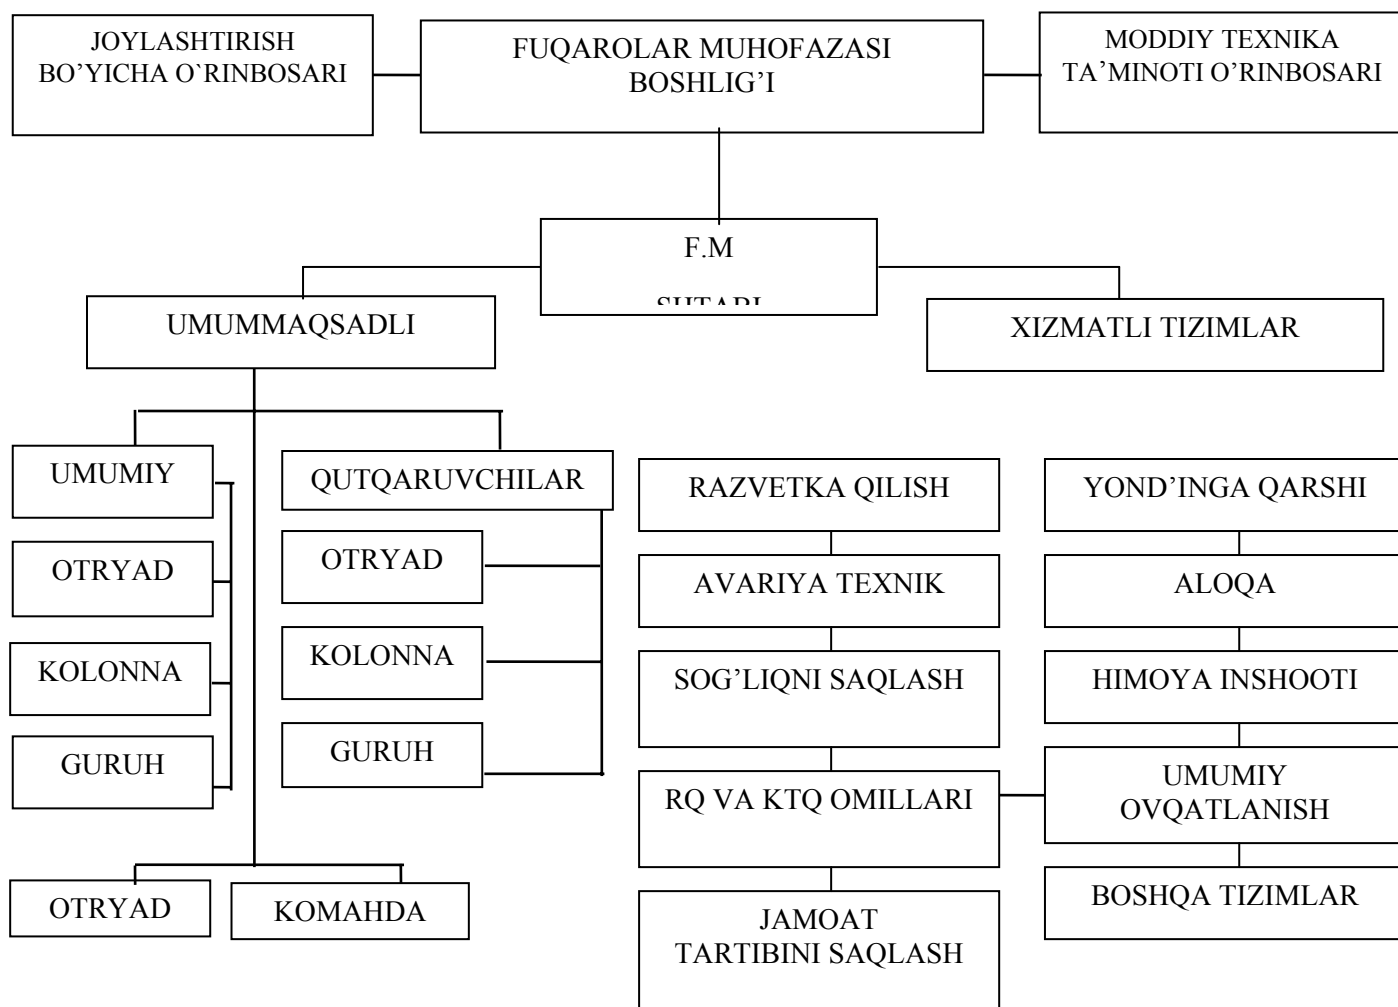 JOYLASHTIRISH
BO’YICHA O`RINBOSARI
FUQAROLAR MUHOFAZASI
BOSHLIG’I
MODDIY TEXNIKA
TA’MINOTI O’RINBOSARI
F.M
UMUMMAQSADLI
XIZMATLI TIZIMLAR
UMUMIY
OTRYAD
KOLONNA
GURUH
QUTQARUVCHILAR
OTRYAD
KOLONNA
GURUH
OTRYAD
KOMAHDA
RAZVETKA QILISH
AVARIYA TEXNIK
SOG’LIQNI SAQLASH
RQ VA KTQ OMILLARI
JAMOAT
TARTIBINI SAQLASH
YOND’INGA QARSHI
ALOQA
HIMOYA INSHOOTI
UMUMIY
OVQATLANISH
BOSHQA TIZIMLAR